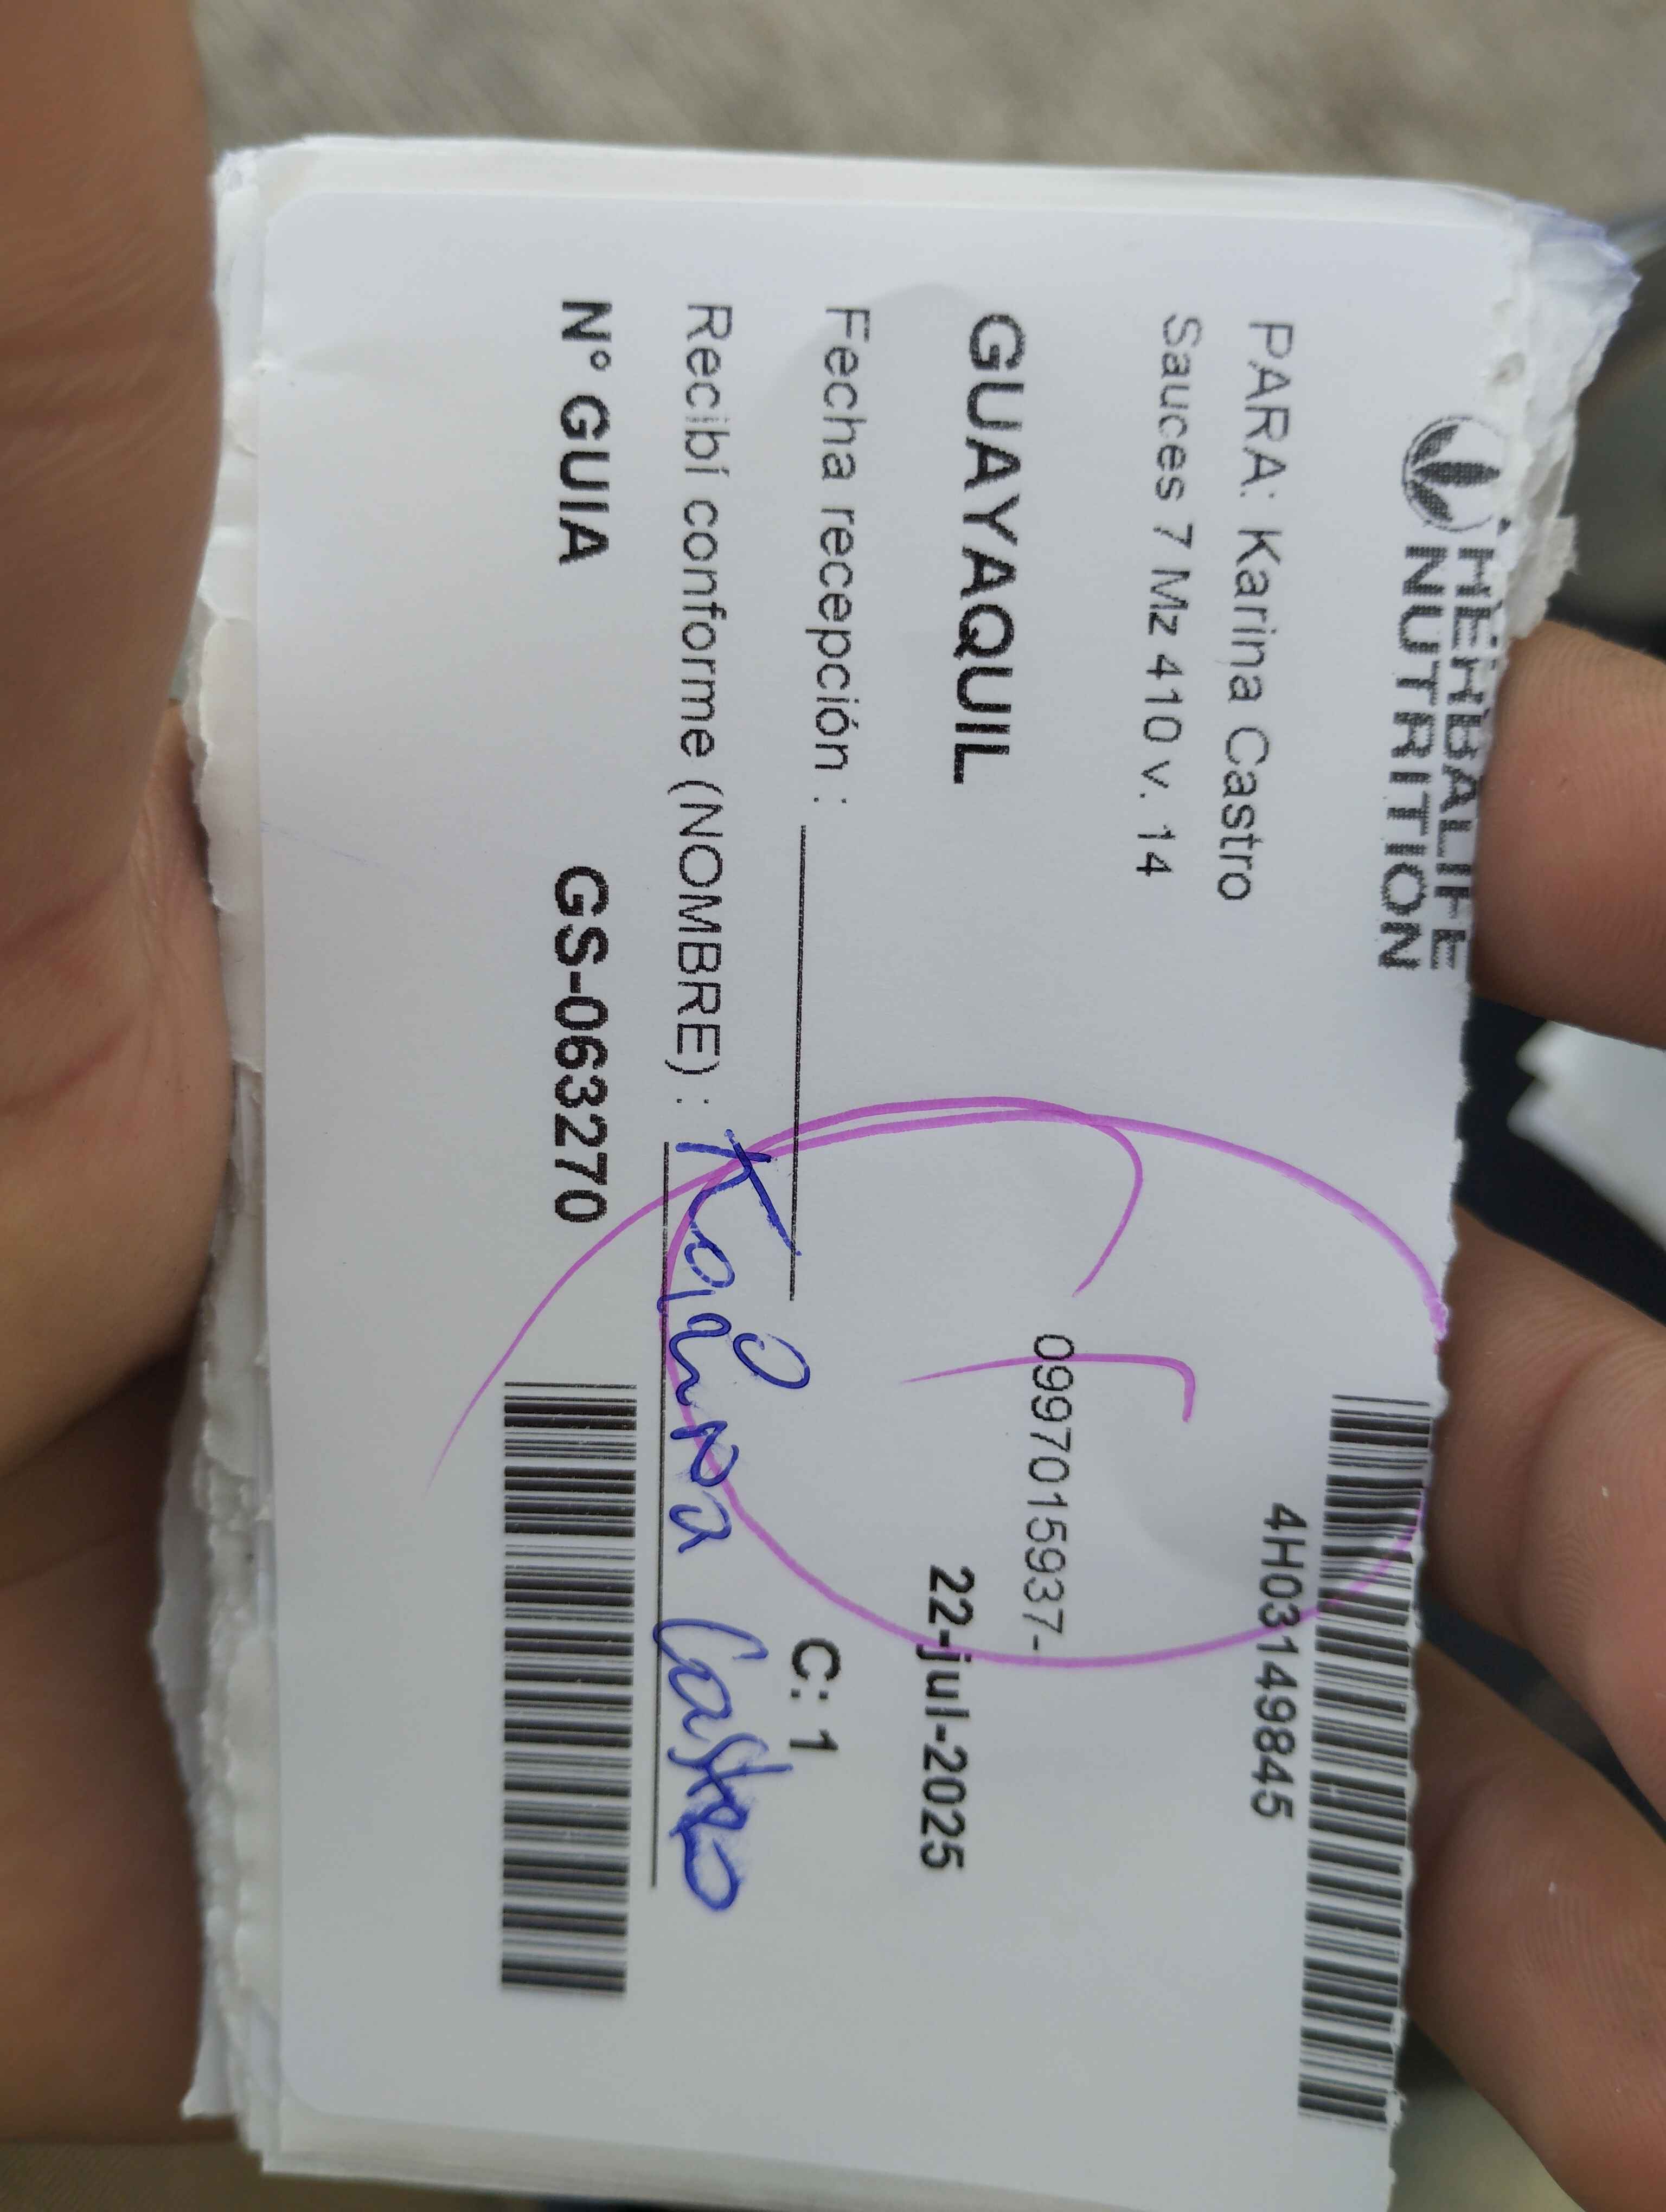 HERBALIFE
NUTRITION
4H03149845
PARA: Karina Castro
Sauces 7 Mz 410 v. 14
0997015937-
GUAYAQUIL
22-jul-2025
Fecha recepción :
C: 1
Recibí conforme (NOMBRE) : Karina Castro
N° GUIA GS-063270